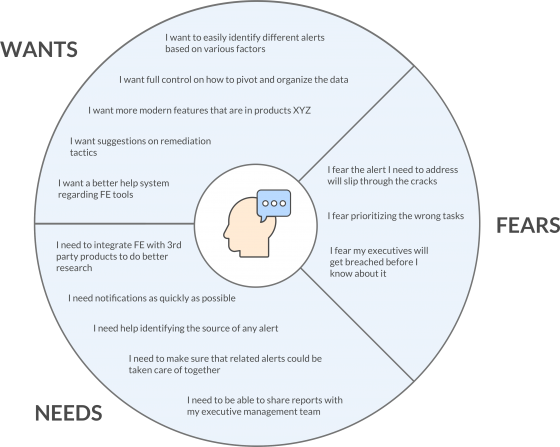 WANTS
I want to easily identify different alerts
based on various factors
I want full control on how to pivot and organize the data
I want more modern features that are in products XYZ
I want suggestions on remediation
tactics
I want a better help system
regarding FE tools
FEARS
I fear the alert I need to address
will slip through the cracks
I fear prioritizing the wrong tasks
I fear my executives will
get breached before I
know about it
NEEDS
I need to integrate FE with 3rd
party products to do better
research
I need notifications as quickly as possible
I need help identifying the source of any alert
I need to make sure that related alerts could be
taken care of together
I need to be able to share reports with
my executive management team